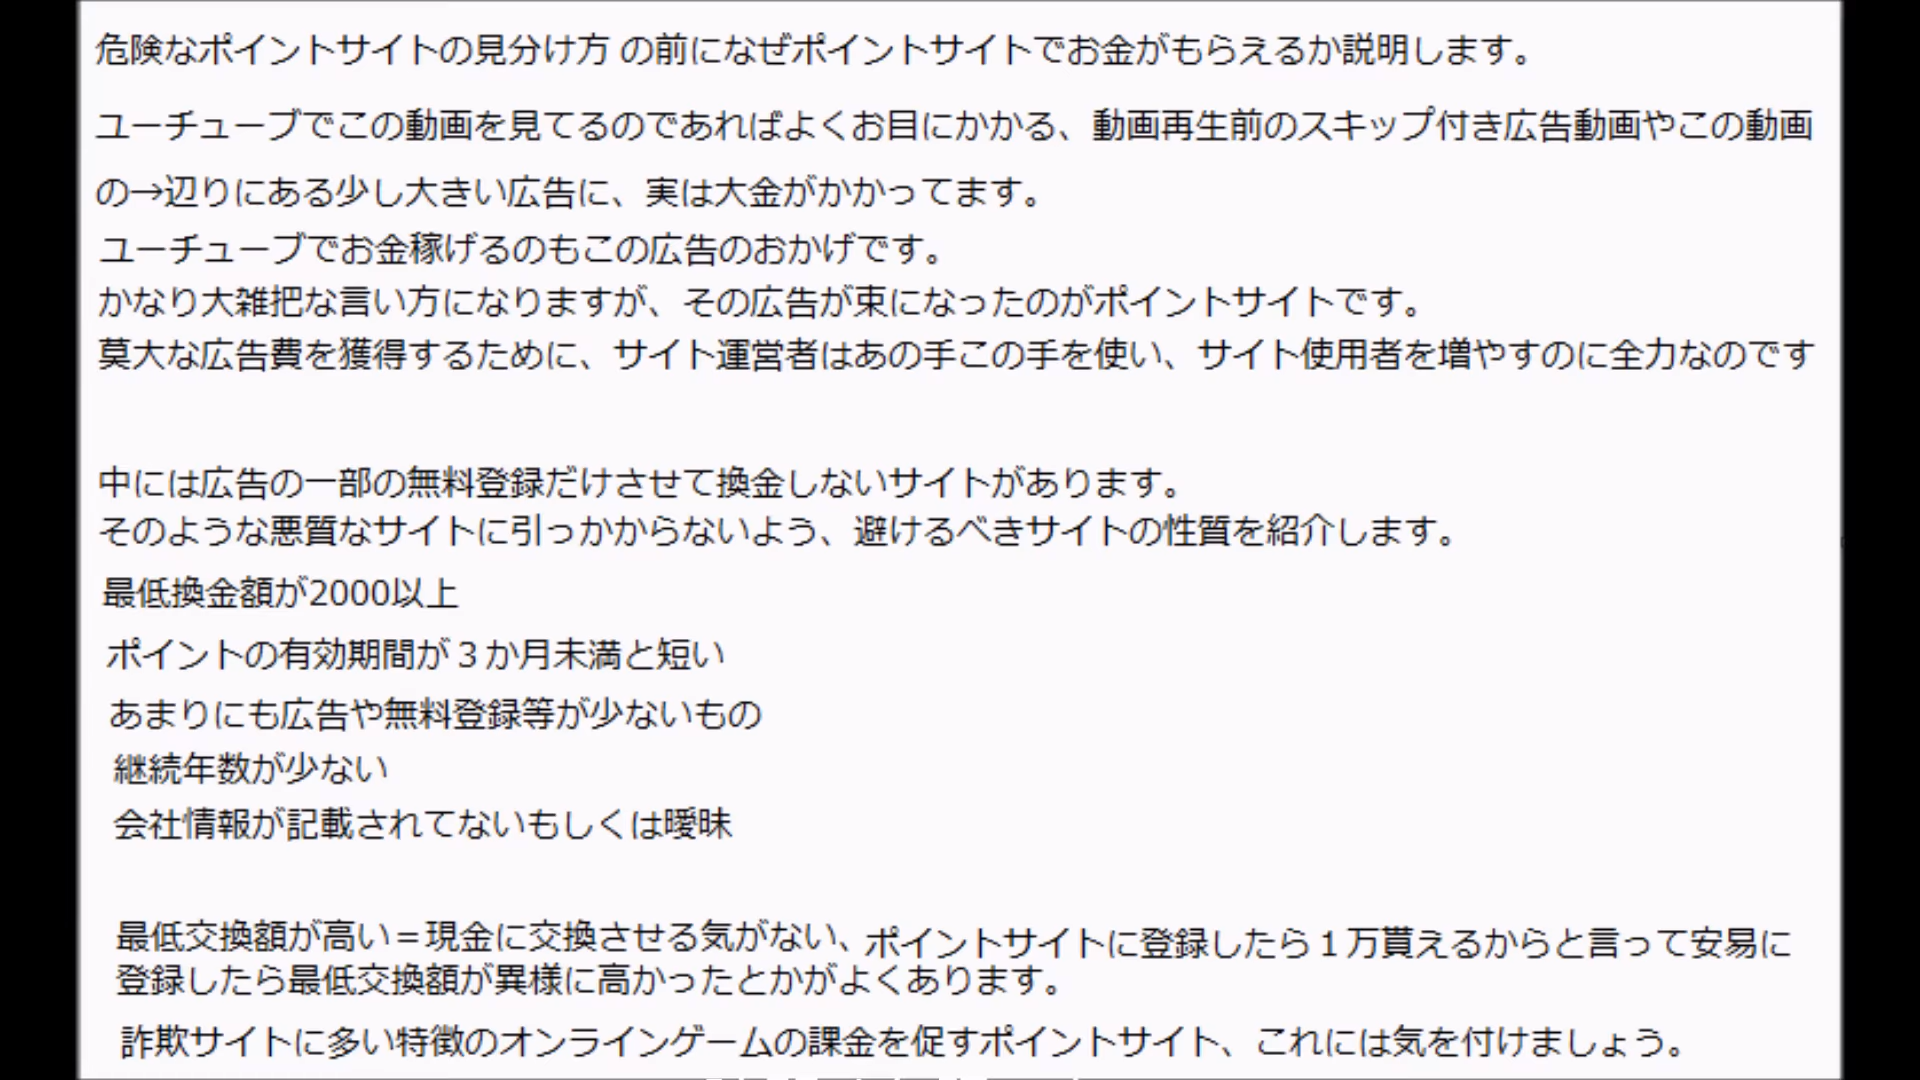 危険なポイントサイトの見分け方 の前になぜポイントサイトでお金がもらえるか説明します。
ユーチューブでこの動画を見てるのであればよくお目にかかる、動画再生前のスキップ付き広告動画やこの動画
の→辺りにある少し大きい広告に、実は大金がかかってます。
ユーチューブでお金稼げるのもこの広告のおかげです。
かなり大雑把な言い方になりますが、その広告が束になったのがポイントサイトです。
莫大な広告費を獲得するために、サイト運営者はあの手この手を使い、サイト使用者を増やすのに全力なのです
中には広告の一部の無料登録だけさせて換金しないサイトがあります。
そのような悪質なサイトに引っかからないよう、避けるべきサイトの性質を紹介します。
最低換金額が2000以上
ポイントの有効期間が３か月未満と短い
あまりにも広告や無料登録等が少ないもの
継続年数が少ない
会社情報が記載されてないもしくは曖昧
最低交換額が高い＝現金に交換させる気がない、ポイントサイトに登録したら１万貰えるからと言って安易に
登録したら最低交換額が異様に高かったとかがよくあります。
詐欺サイトに多い特徴のオンラインゲームの課金を促すポイントサイト、これには気を付けましょう。